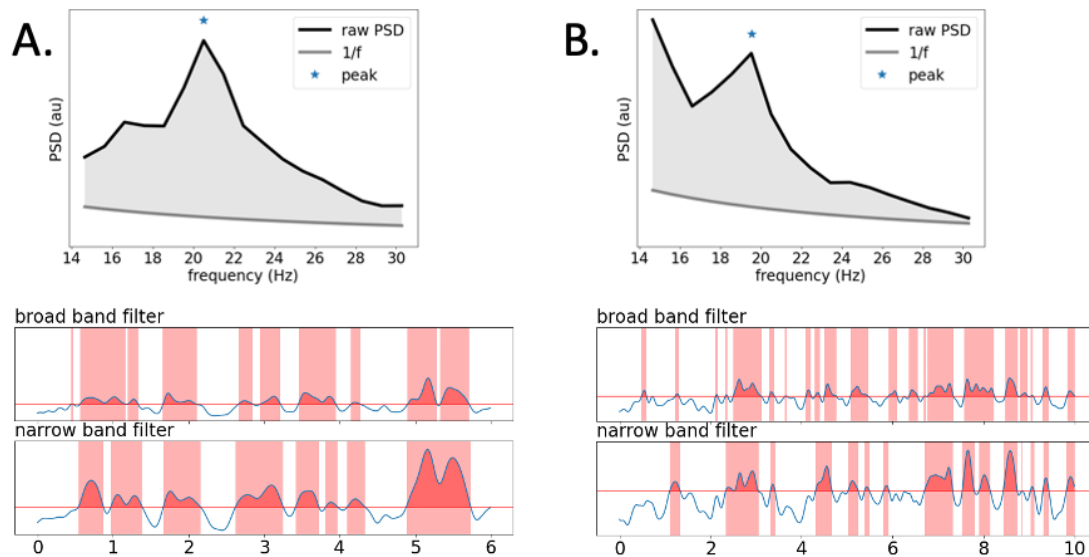 A.
raw PSD
1/f
peak
PSD (au)
14 16 18 20 22 24 26 28 30
frequency (Hz)
broad band filter
narrow band filter
0 1 2 3 4 5 6
B.
raw PSD
1/f
peak
PSD (au)
14 16 18 20 22 24 26 28 30
frequency (Hz)
broad band filter
narrow band filter
0 2 4 6 8 10